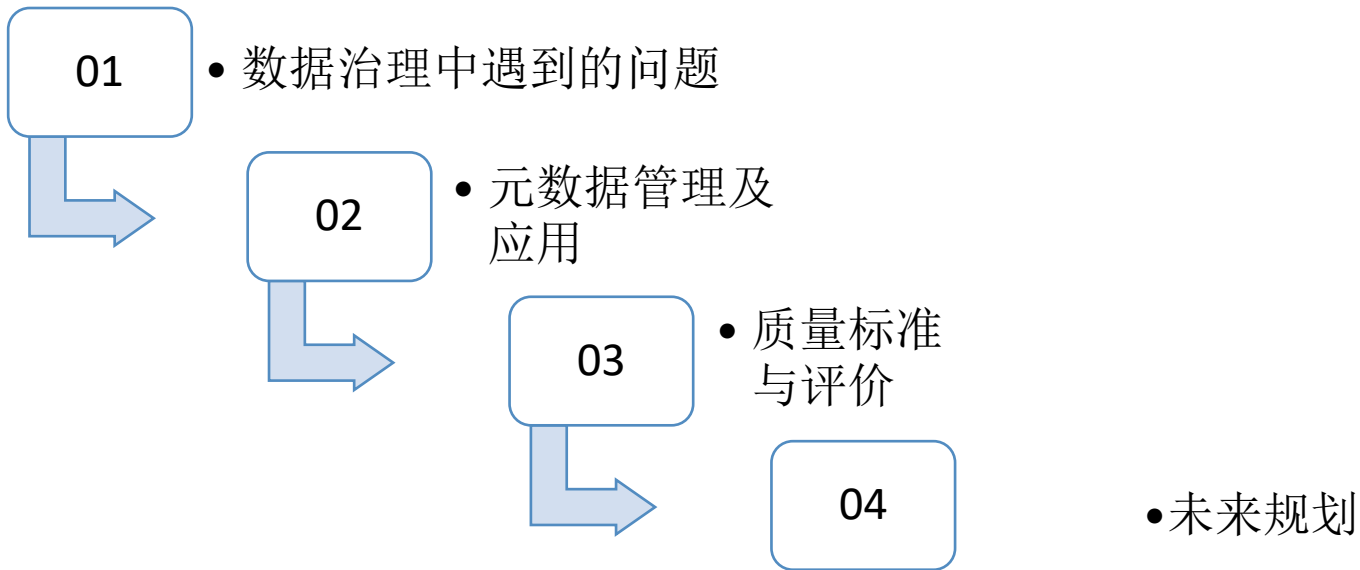 01
• 数据治理中遇到的问题
02
• 元数据管理及
应用
03
• 质量标准
与评价
04
•未来规划